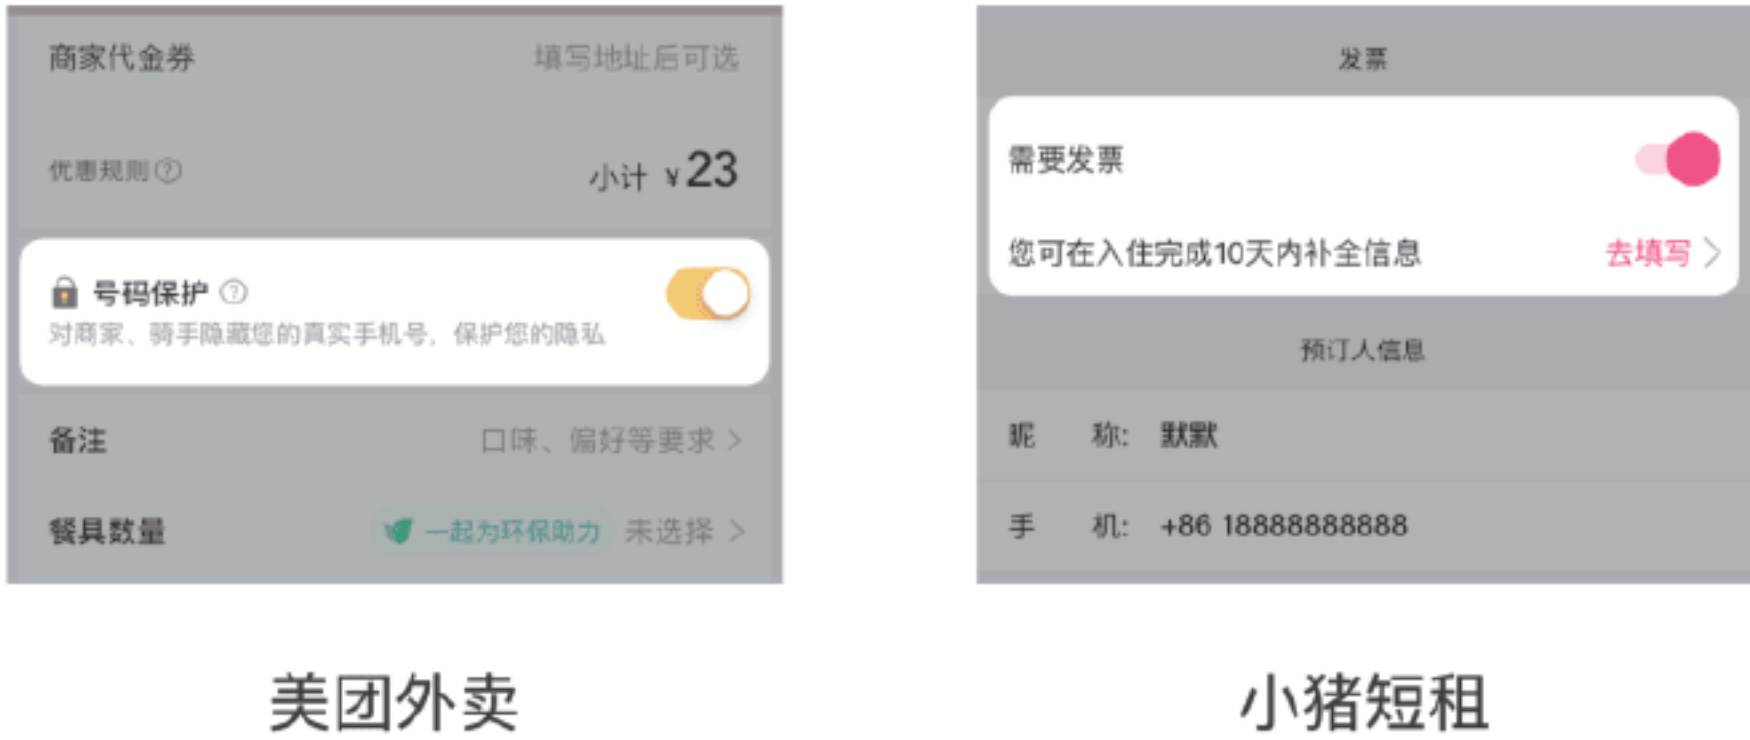 商家代金券 填写地址后可选
优惠规则? 小计 ¥23
号码保护 ?
对商家、骑手隐藏您的真实手机号，保护您的隐私
备注 口味、偏好等要求 >
餐具数量 一起为环保助力 未选择 >
美团外卖
发票
需要发票
您可在入住完成10天内补全信息 去填写 >
预订人信息
昵 称: 默默
手 机: +86 18888888888
小猪短租